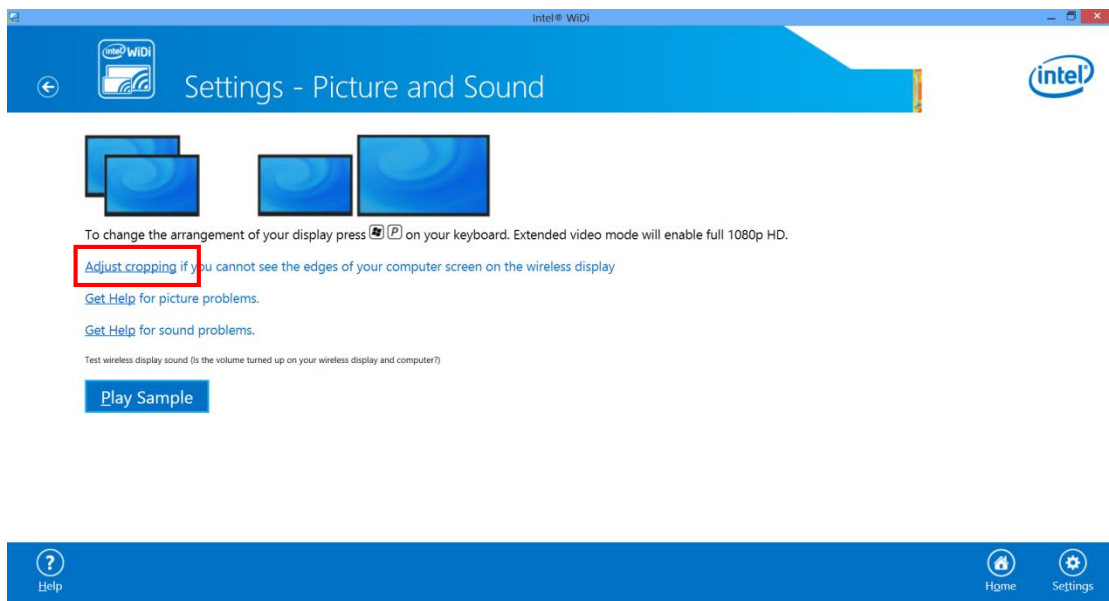 Intel® WiDi
intel WiDi
Settings - Picture and Sound
intel
To change the arrangement of your display press P on your keyboard. Extended video mode will enable full 1080p HD.
Adjust cropping if you cannot see the edges of your computer screen on the wireless display
Get Help for picture problems.
Get Help for sound problems.
Test wireless display sound (Is the volume turned up on your wireless display and computer?)
Play Sample
?
Help
Home
Settings